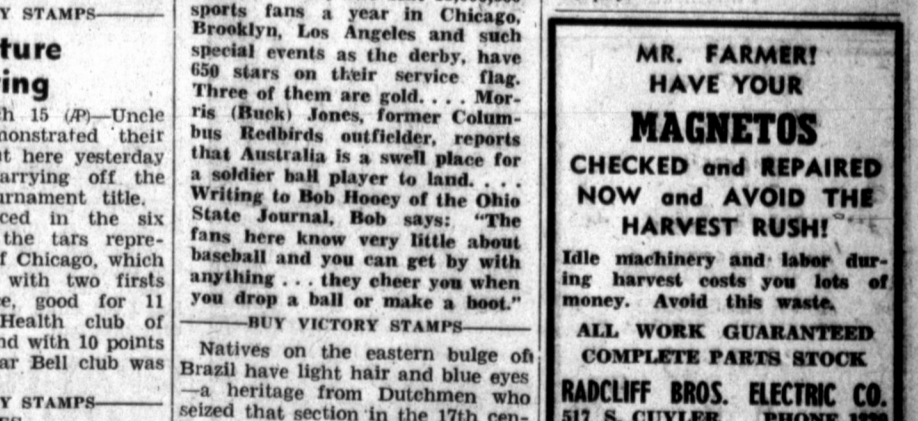 Y STAMPS
ture
ing
h 15 (AP)—Uncle
monstrated their
t here yesterday
arrying off the
urnament title.
ced in the six
the tars repre-
f Chicago, which
with two firsts
e, good for 11
Health club of
nd with 10 points
ar Bell club was
Y STAMPS
sports fans a year in Chicago,
Brooklyn, Los Angeles and such
special events as the derby, have
650 stars on their service flag.
Three of them are gold. . . . Mor-
ris (Buck) Jones, former Colum-
bus Redbirds outfielder, reports
that Australia is a swell place for
a soldier ball player to land. . . .
Writing to Bob Hooey of the Ohio
State Journal, Bob says: "The
fans here know very little about
baseball and you can get by with
anything . . . they cheer you when
you drop a ball or make a boot."
BUY VICTORY STAMPS
Natives on the eastern bulge of
Brazil have light hair and blue eyes
—a heritage from Dutchmen who
seized that section in the 17th cen-
MR. FARMER!
HAVE YOUR
MAGNETOS
CHECKED and REPAIRED
NOW and AVOID THE
HARVEST RUSH!
Idle machinery and labor dur-
ing harvest costs you lots of
money. Avoid this waste.
ALL WORK GUARANTEED
COMPLETE PARTS STOCK
RADCLIFF BROS. ELECTRIC CO.
517 S. CUYLER PHONE